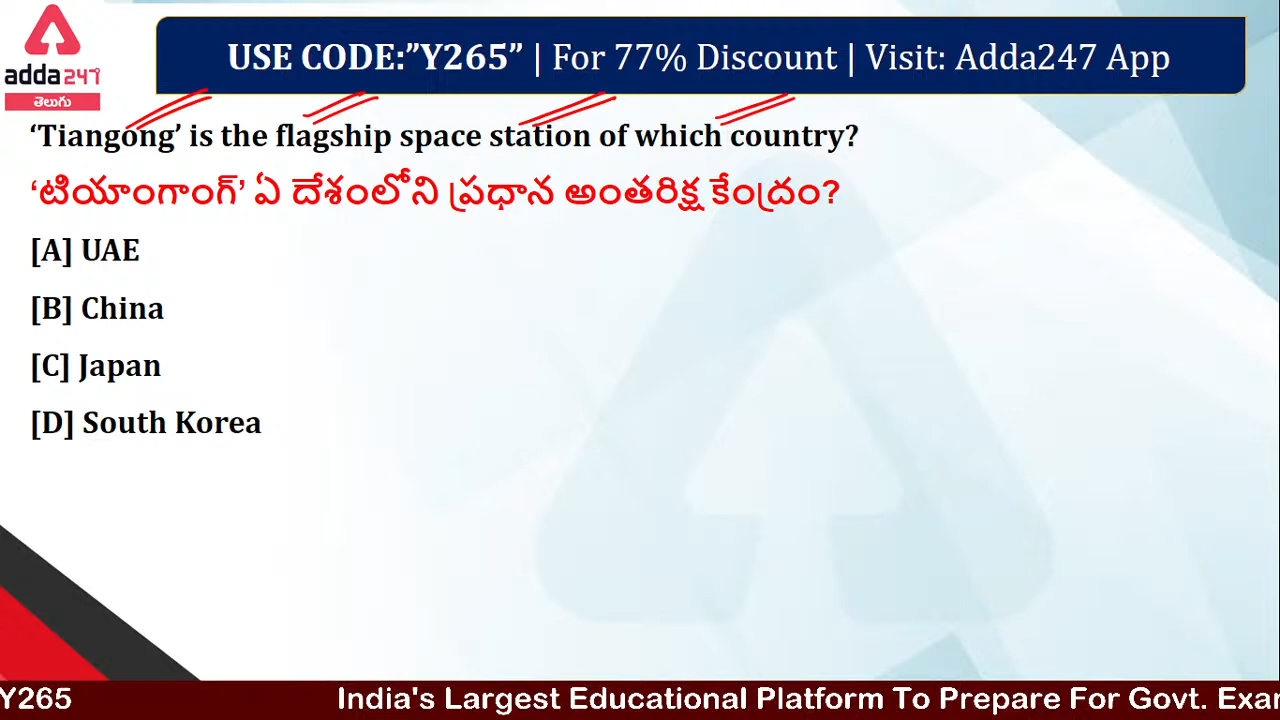 USE CODE:”Y265” | For 77% Discount | Visit: Adda247 App
adda247
తెలుగు
‘Tiangong’ is the flagship space station of which country?
‘టియాంగాంగ్’ ఏ దేశంలోని ప్రధాన అంతరిక్ష కేంద్రం?
[A] UAE
[B] China
[C] Japan
[D] South Korea
Y265 India's Largest Educational Platform To Prepare For Govt. Exa